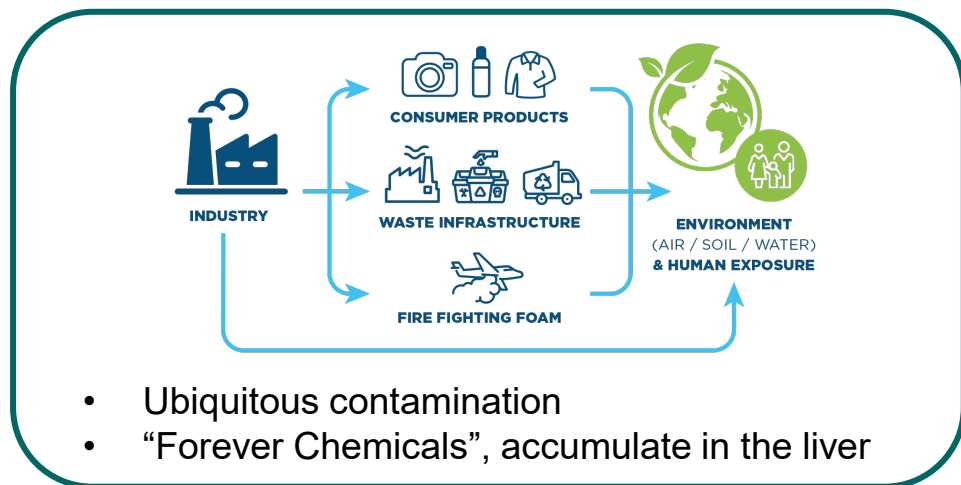 CONSUMER PRODUCTS
INDUSTRY
WASTE INFRASTRUCTURE
FIRE FIGHTING FOAM
ENVIRONMENT
(AIR / SOIL / WATER)
& HUMAN EXPOSURE
• Ubiquitous contamination
• “Forever Chemicals”, accumulate in the liver